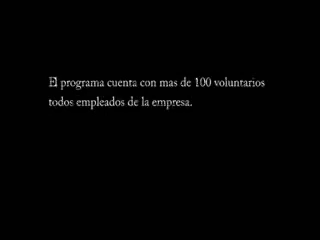 El programa cuenta con mas de 100 voluntarios
todos empleados de la empresa.